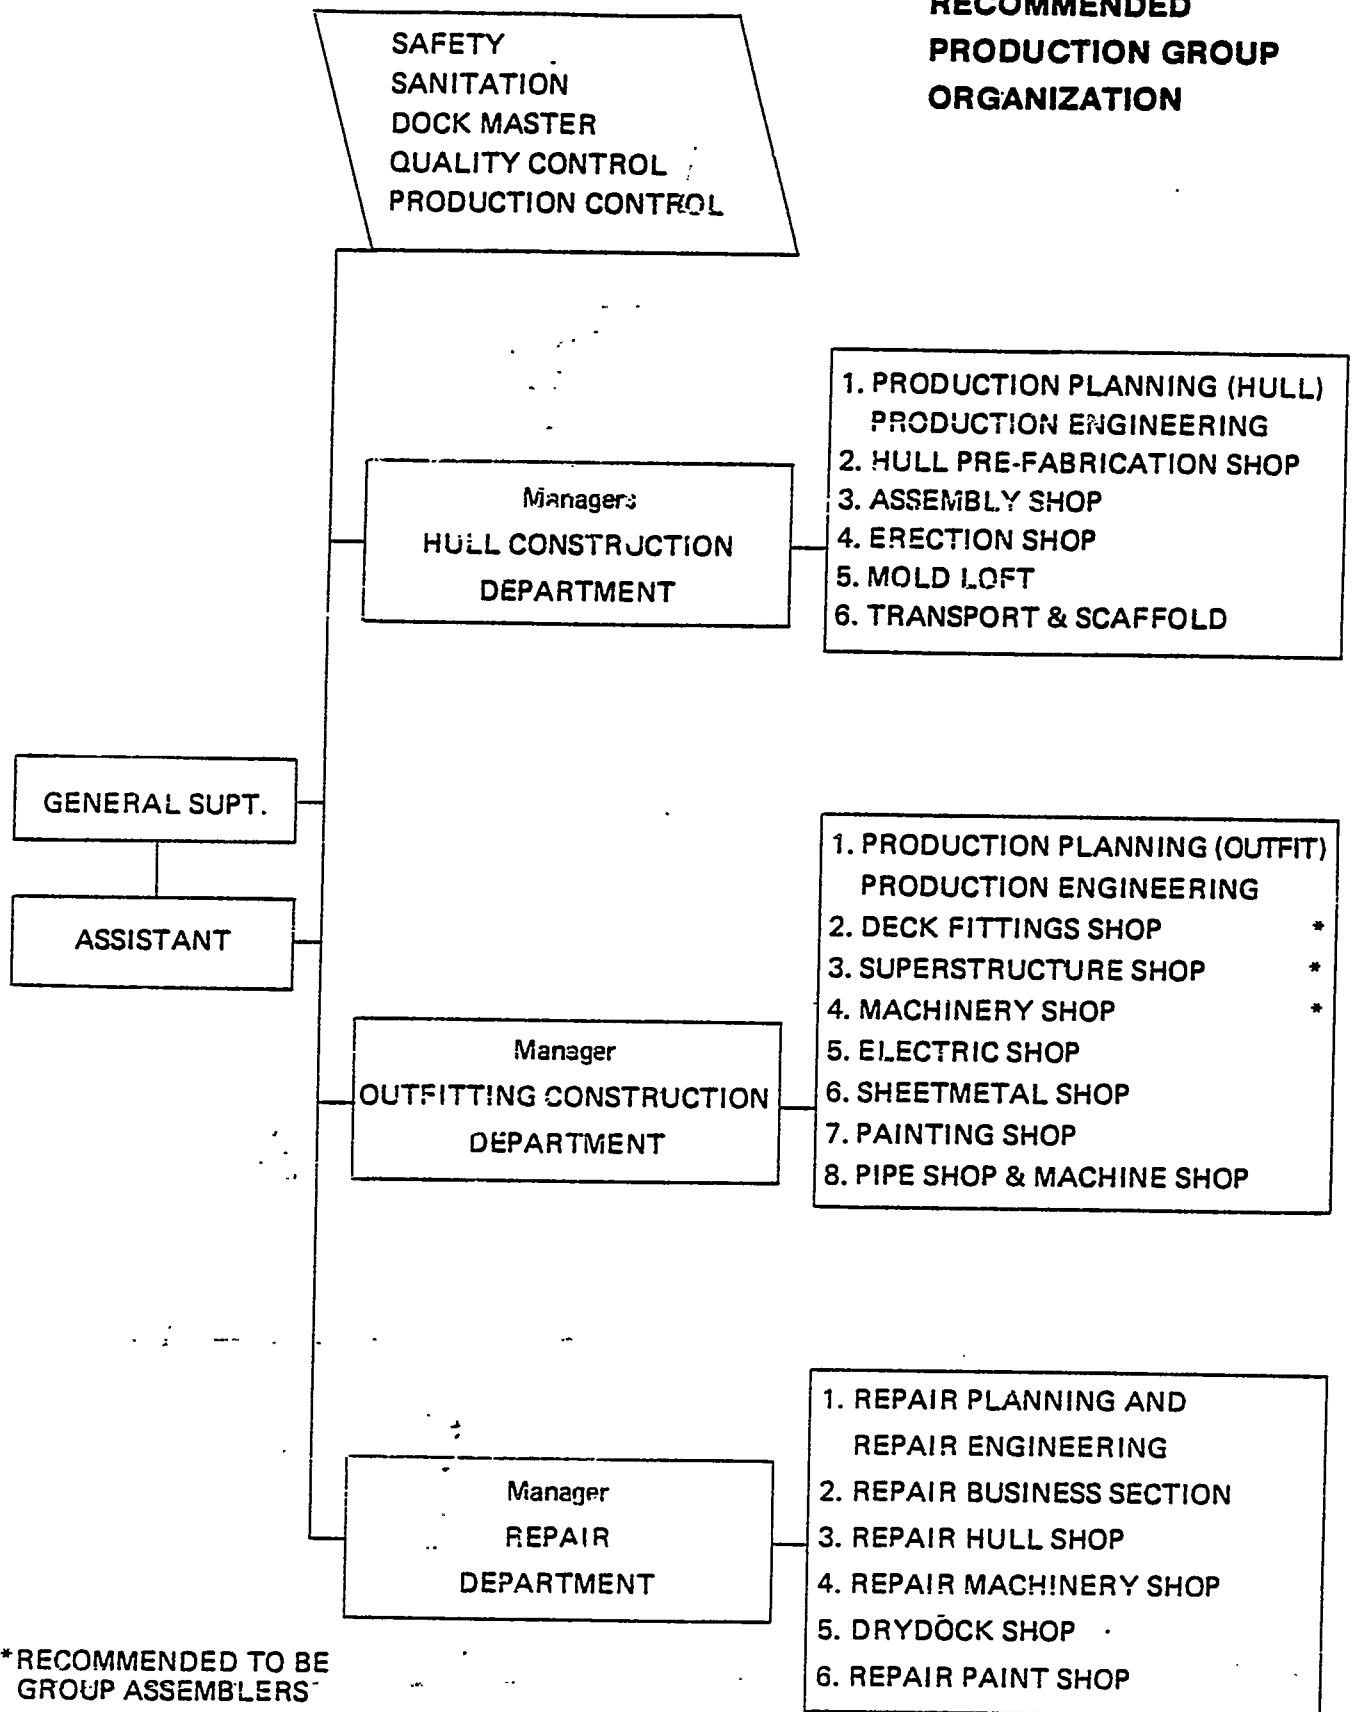 RECOMMENDED
PRODUCTION GROUP
ORGANIZATION
SAFETY
SANITATION
DOCK MASTER
QUALITY CONTROL
PRODUCTION CONTROL
Managers
HULL CONSTRUCTION
DEPARTMENT
1. PRODUCTION PLANNING (HULL)
PRODUCTION ENGINEERING
2. HULL PRE-FABRICATION SHOP
3. ASSEMBLY SHOP
4. ERECTION SHOP
5. MOLD LOFT
6. TRANSPORT & SCAFFOLD
GENERAL SUPT.
ASSISTANT
Manager
OUTFITTING CONSTRUCTION
DEPARTMENT
1. PRODUCTION PLANNING (OUTFIT)
PRODUCTION ENGINEERING
2. DECK FITTINGS SHOP *
3. SUPERSTRUCTURE SHOP *
4. MACHINERY SHOP *
5. ELECTRIC SHOP
6. SHEETMETAL SHOP
7. PAINTING SHOP
8. PIPE SHOP & MACHINE SHOP
Manager
REPAIR
DEPARTMENT
1. REPAIR PLANNING AND
REPAIR ENGINEERING
2. REPAIR BUSINESS SECTION
3. REPAIR HULL SHOP
4. REPAIR MACHINERY SHOP
5. DRYDOCK SHOP
6. REPAIR PAINT SHOP
*RECOMMENDED TO BE
GROUP ASSEMBLERS